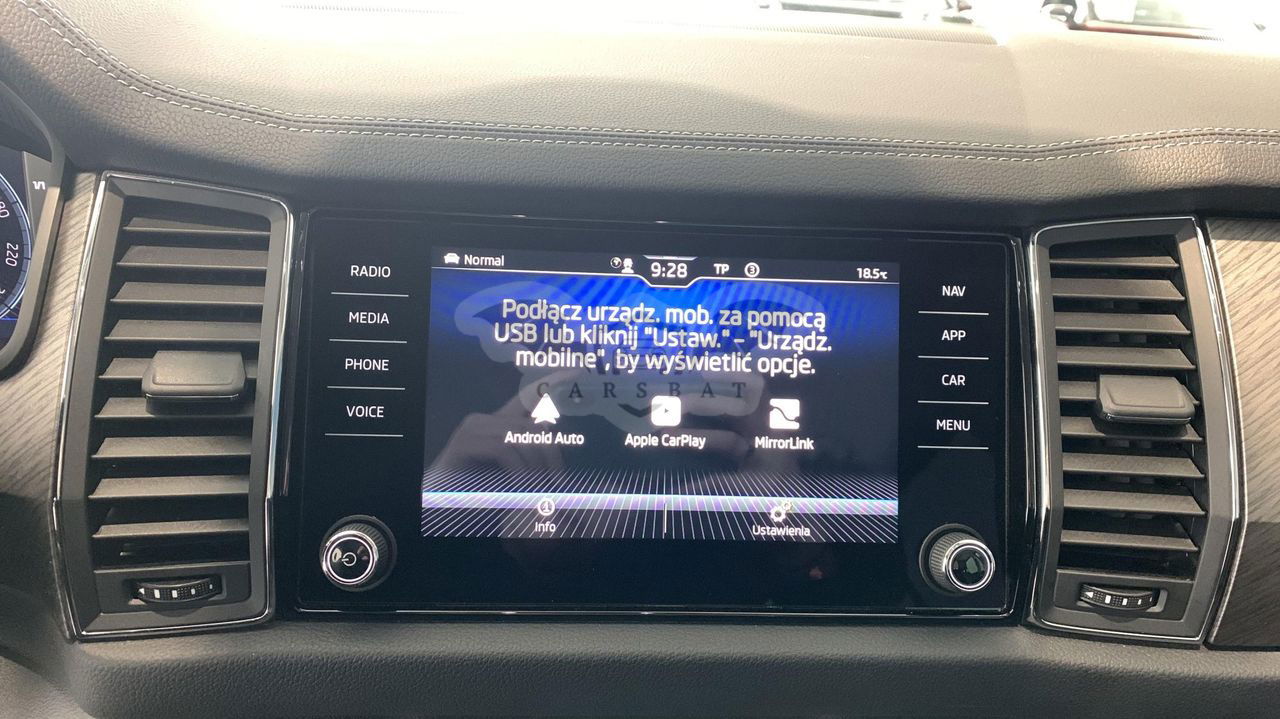 80
220
RADIO
MEDIA
PHONE
VOICE
Normal
9:28
TP
3
18.5°C
Podłącz urządz. mob. za pomocą
USB lub kliknij "Ustaw."- "Urządz.
mobilne", by wyświetlić opcje.
CARSBAT
Android Auto
Apple CarPlay
MirrorLink
Info
Ustawienia
NAV
APP
CAR
MENU